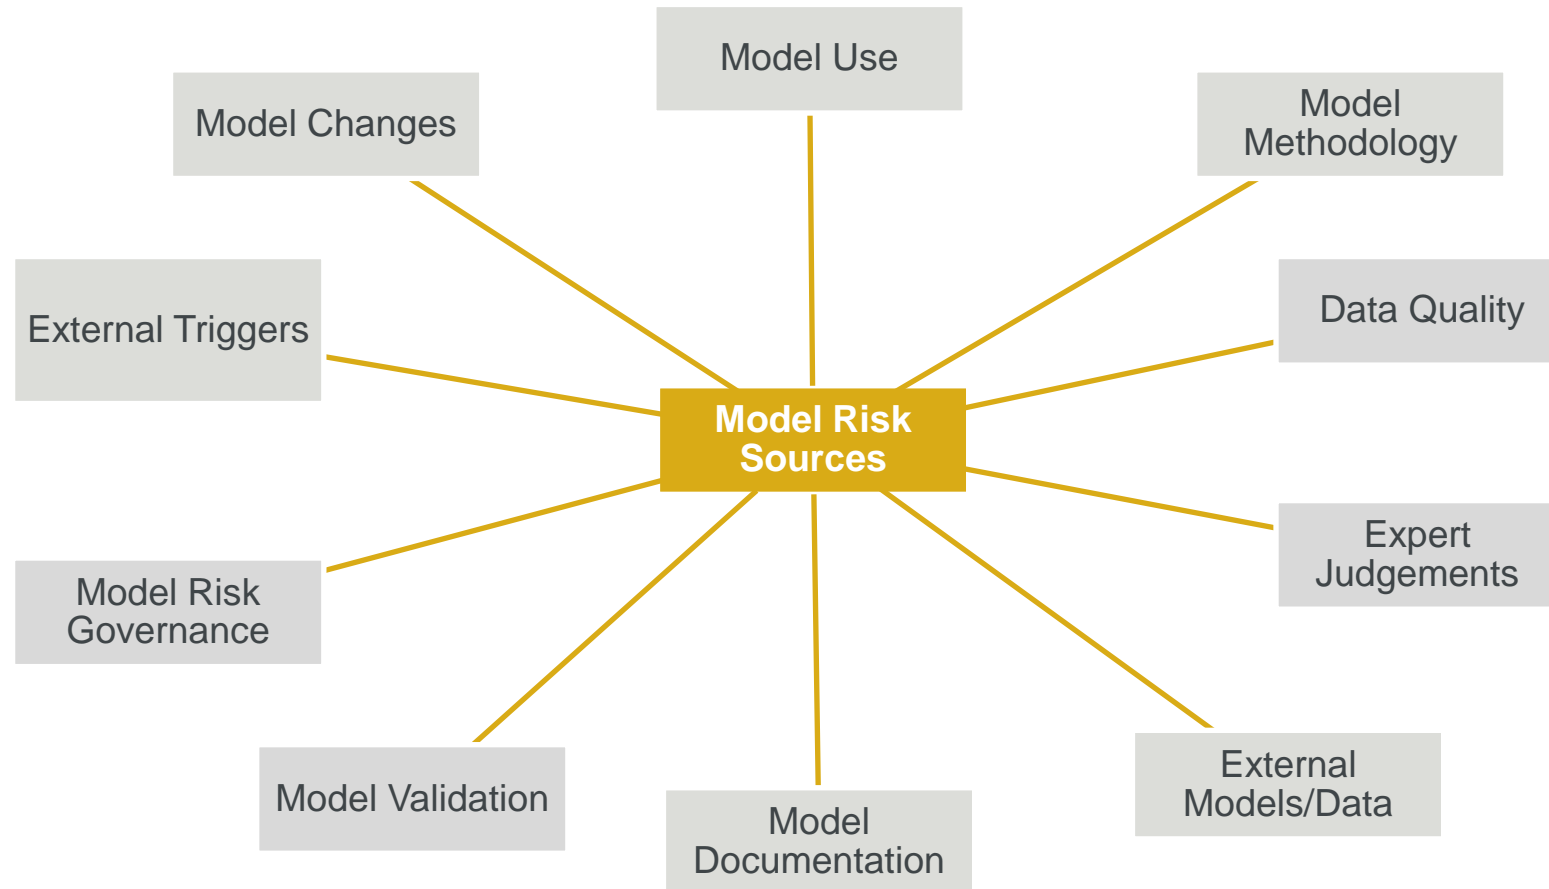 Model Use
Model Changes
Model
Methodology
External Triggers
Data Quality
Model Risk
Sources
Expert
Judgements
Model Risk
Governance
External
Models/Data
Model Validation
Model
Documentation